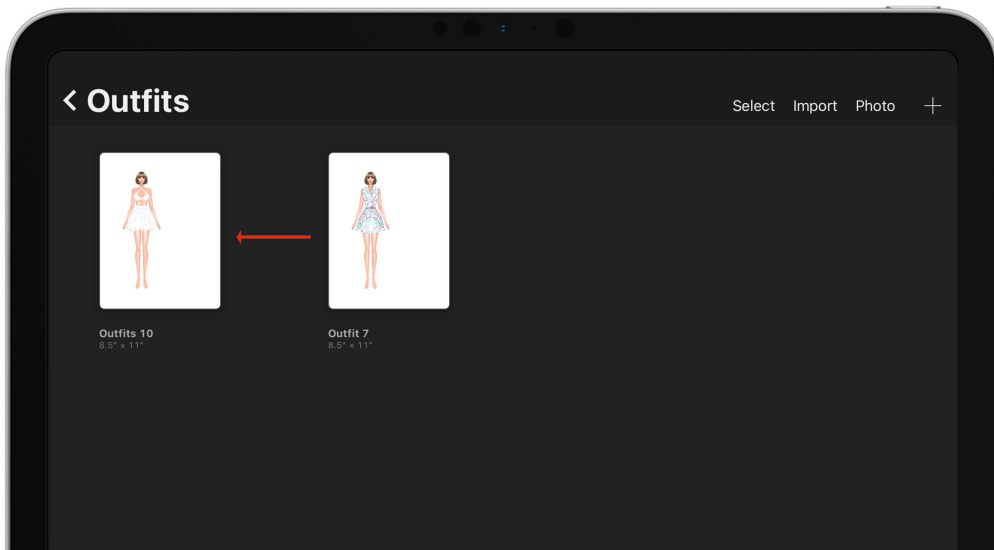 Outfits
Select Import Photo
Outfits 10
8.5" × 11"
Outfit 7
8.5" × 11"